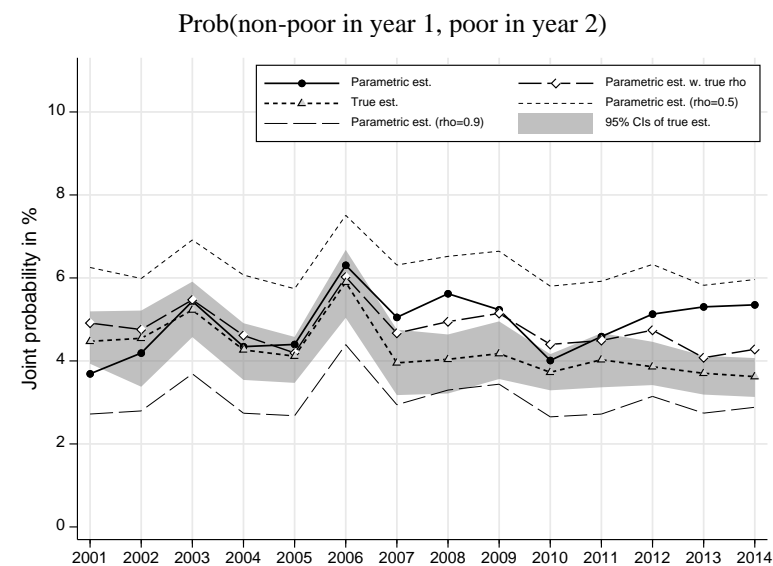 Prob(non-poor in year 1, poor in year 2)
Parametric est.
Parametric est. w. true rho
True est.
Parametric est. (rho=0.5)
Parametric est. (rho=0.9)
95% CIs of true est.
Joint probability in %
10
8
6
4
2
0
2001 2002 2003 2004 2005 2006 2007 2008 2009 2010 2011 2012 2013 2014